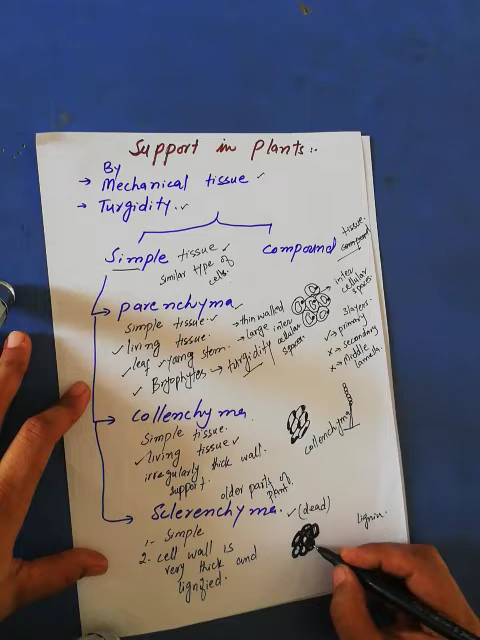 Support in Plants:.
By
→ Mechanical tissue ✓
→ Turgidity. ✓
Simple tissue ✓
similar type of
cells.
compound
tissue.
compound
parenchyma
simple tissue. ✓
✓ living tissue.
✓ leaf ✓ young stem.
✓ Bryophytes → turgidity
→ thin walled
→ large inter
cellular
spaces.
inter
cellular
spaces
3 layers.
✓ primary
x → secondary
x → middle
lamella.
collenchyma
simple tissue.
✓ living tissue ✓
irregularly thick wall.
support.
older parts of
plant.
collenchyma
Sclerenchyma. ✓ (dead)
1- simple
2- cell wall is
very thick and
lignified.
lignin.